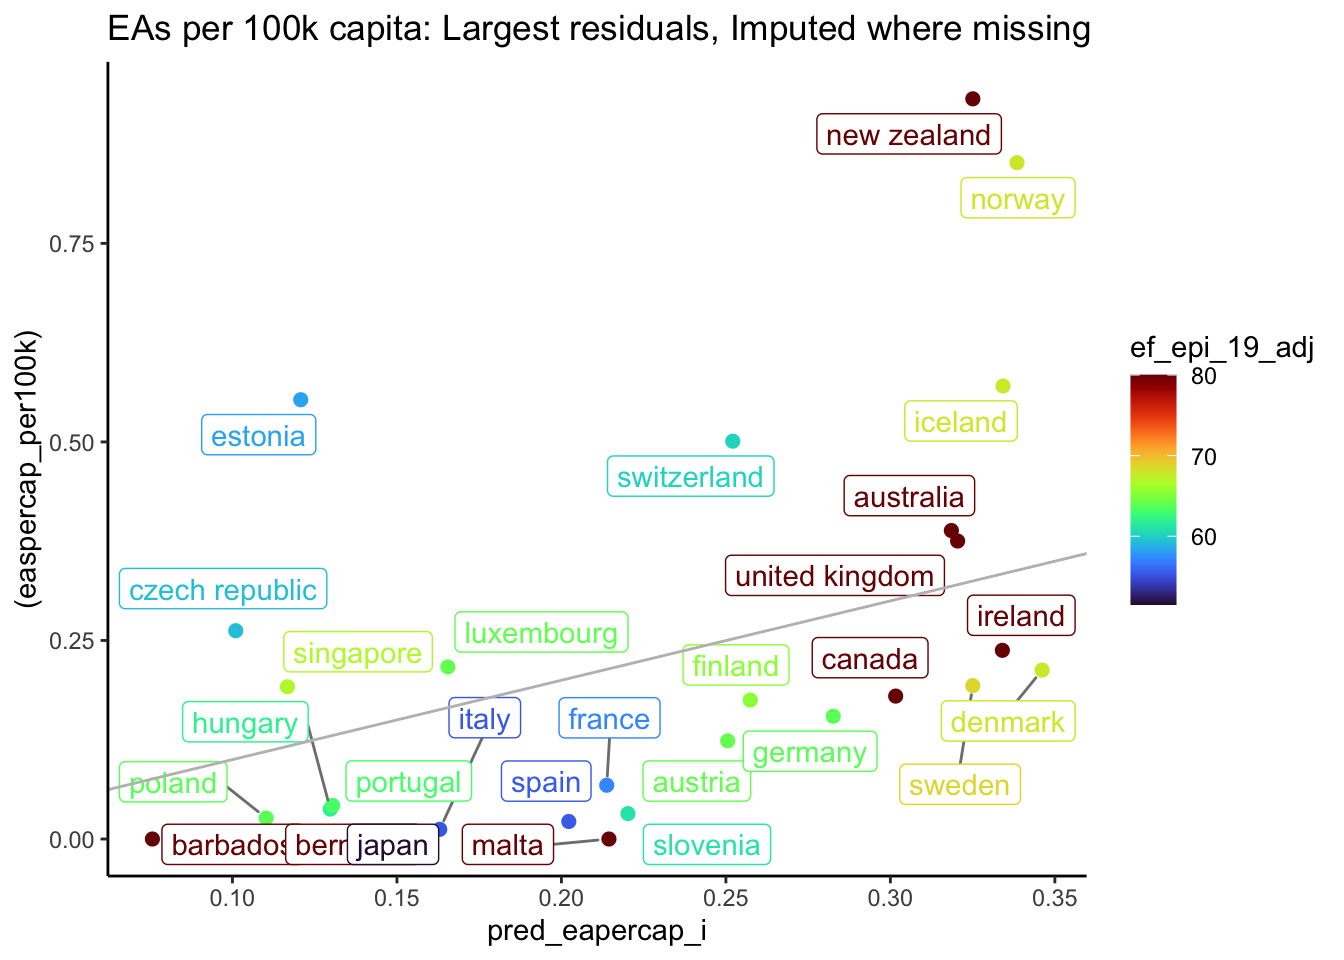 EAs per 100k capita: Largest residuals, Imputed where missing
new zealand
norway
0.75
ef_epi_19_adj
80
iceland
estonia
0.50
switzerland
70
australia
60
united kingdom
czech republic
ireland
luxembourg
0.25
singapore
finland
canada
hungary
italy
france
denmark
germany
poland
portugal
spain
austria
sweden
0.00
barbados
japan
malta
slovenia
0.10
0.15
0.20
0.25
0.30
0.35
pred_eapercap_i
(easpercap_per100k)